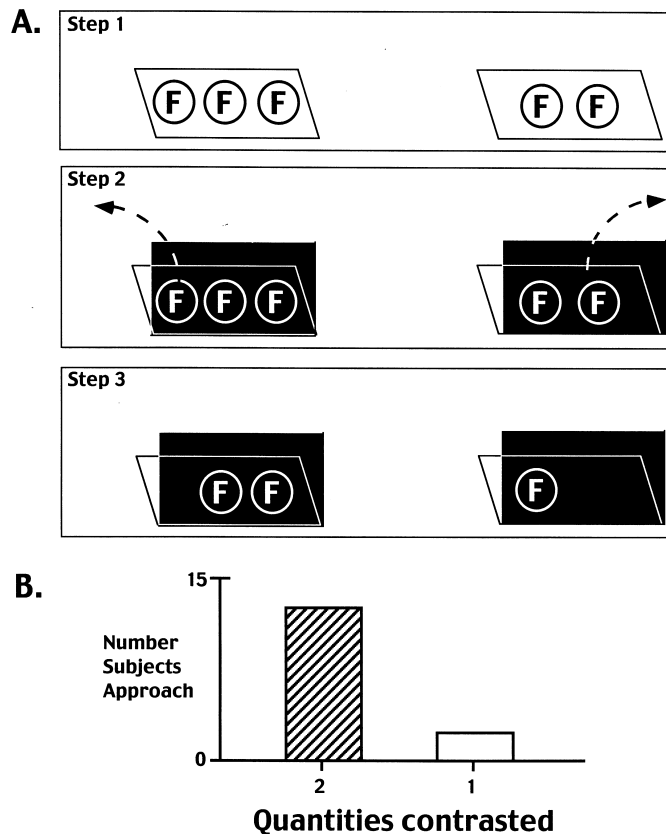 A.
Step 1
F F F F F
Step 2
F F F F F
Step 3
F F F
B.
15
Number
Subjects
Approach
0
2 1
Quantities contrasted